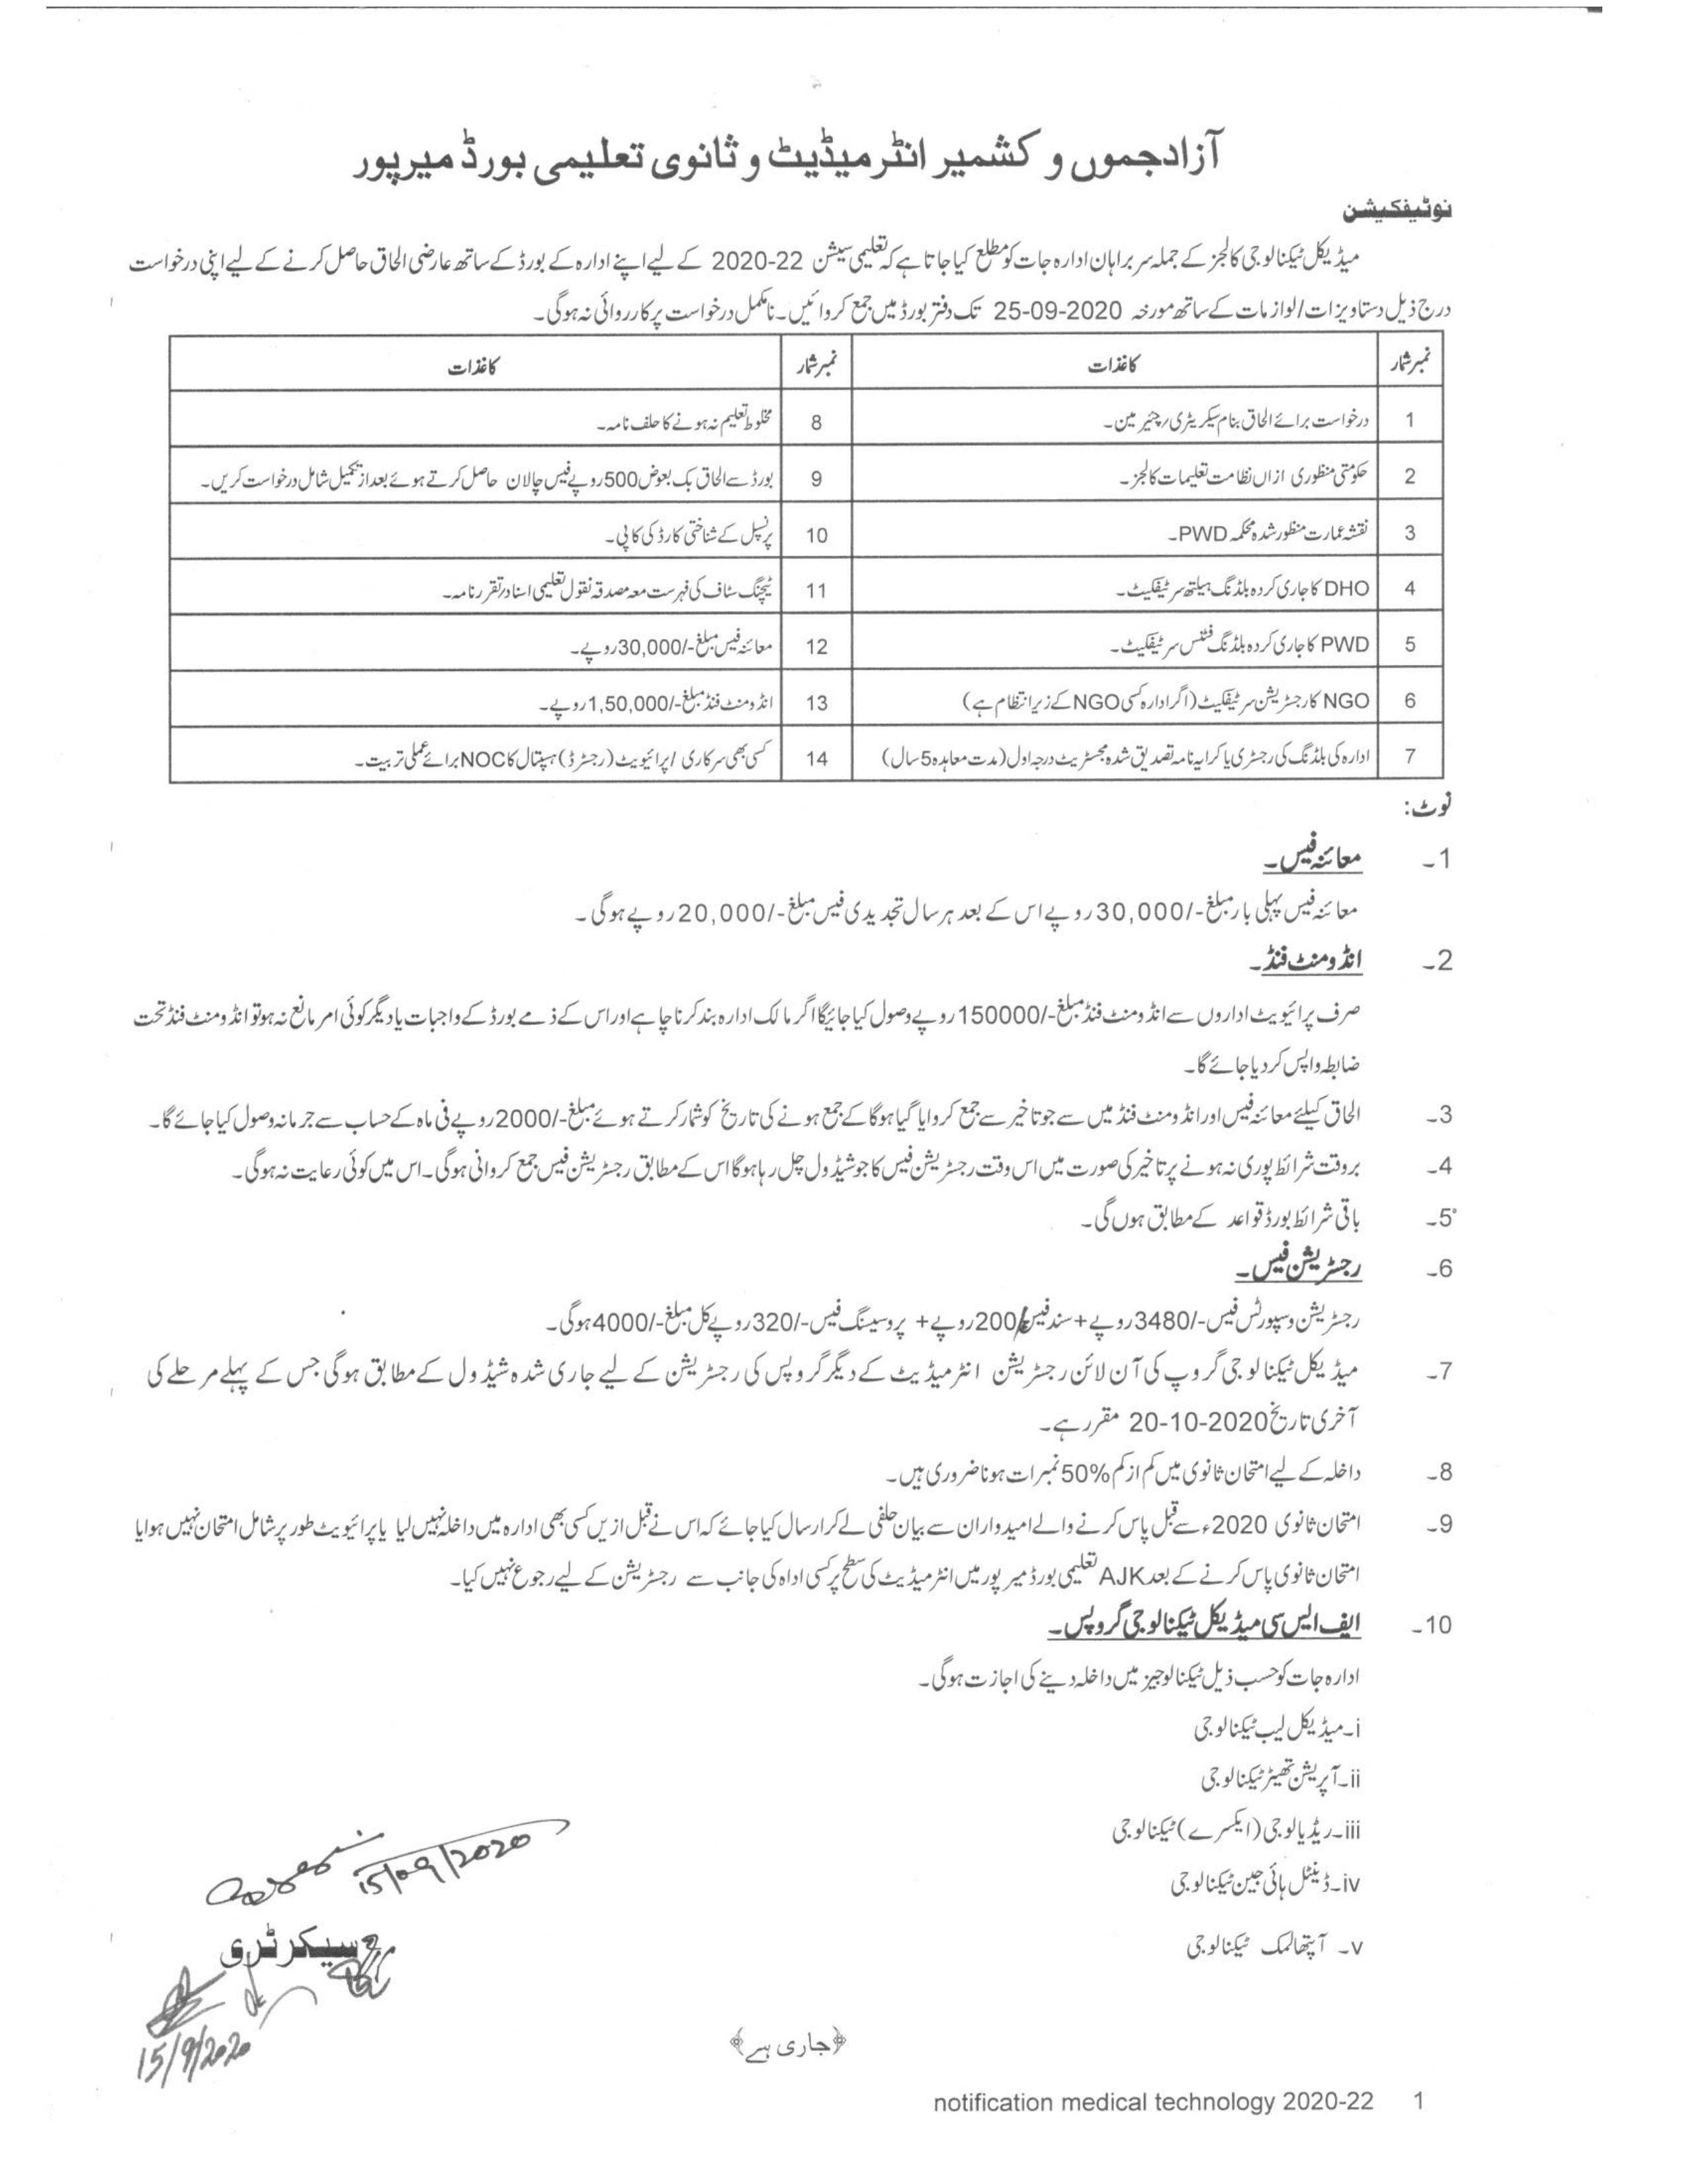 آزاد جموں و کشمیر انٹرمیڈیٹ و ثانوی تعلیمی بورڈ میرپور
نوٹیفکیشن
میڈیکل ٹیکنالوجی کالجز کے جملہ سربراہان ادارہ جات کو مطلع کیا جاتا ہے کہ تعلیمی سیشن 2020-22 کے لیے اپنے ادارہ کے بورڈ کے ساتھ عارضی الحاق حاصل کرنے کے لیے اپنی درخواست
درج ذیل دستاویزات/لوازمات کے ساتھ مورخہ 25-09-2020 تک دفتر بورڈ میں جمع کروائیں۔ نامکمل درخواست پر کارروائی نہ ہوگی۔
نمبر شمار کاغذات نمبر شمار کاغذات
1 درخواست برائے الحاق بنام سیکریٹری/چیئرمین۔ 8 مخلوط تعلیم نہ ہونے کا حلف نامہ۔
2 حکومتی منظوری ازاں نظامت تعلیمات کالجز۔ 9 بورڈ سے الحاق بک بعوض 500 روپے فیس چالان حاصل کرتے ہوئے بعد از تکمیل شامل درخواست کریں۔
3 نقشہ عمارت منظور شدہ محکمہ PWD۔ 10 پرنسپل کے شناختی کارڈ کی کاپی۔
4 DHO کا جاری کردہ بلڈنگ ہیلتھ سرٹیفکیٹ۔ 11 ٹیچنگ سٹاف کی فہرست معہ مصدقہ نقول تعلیمی اسناد/تقررنامہ۔
5 PWD کا جاری کردہ بلڈنگ فٹنس سرٹیفکیٹ۔ 12 معائنہ فیس مبلغ -/30,000 روپے۔
6 NGO کا رجسٹریشن سرٹیفکیٹ (اگر ادارہ کسی NGO کے زیر انتظام ہے) 13 انڈومنٹ فنڈ مبلغ -/1,50,000 روپے۔
7 ادارہ کی بلڈنگ کی رجسٹری یا کرایہ نامہ تصدیق شدہ مجسٹریٹ درجہ اول (مدت معاہدہ 5 سال) 14 کسی بھی سرکاری / پرائیویٹ (رجسٹرڈ) ہسپتال کا NOC برائے عملی تربیت۔
نوٹ:
1۔ معائنہ فیس۔
معائنہ فیس پہلی بار مبلغ -/30,000 روپے اس کے بعد ہر سال تجدیدی فیس مبلغ -/20,000 روپے ہوگی۔
2۔ انڈومنٹ فنڈ۔
صرف پرائیویٹ اداروں سے انڈومنٹ فنڈ مبلغ -/150000 روپے وصول کیا جائیگا اگر مالک ادارہ بند کرنا چاہے اور اس کے ذمے بورڈ کے واجبات یا دیگر کوئی امر مانع نہ ہو تو انڈومنٹ فنڈ تحت
ضابطہ واپس کر دیا جائے گا۔
3۔ الحاق کیلئے معائنہ فیس اور انڈومنٹ فنڈ میں سے جو تاخیر سے جمع کروایا گیا ہوگا کے جمع ہونے کی تاریخ کو شمار کرتے ہوئے مبلغ -/2000 روپے فی ماہ کے حساب سے جرمانہ وصول کیا جائے گا۔
4۔ بروقت شرائط پوری نہ ہونے پر تاخیر کی صورت میں اس وقت رجسٹریشن فیس کا جو شیڈول چل رہا ہوگا اس کے مطابق رجسٹریشن فیس جمع کروانی ہوگی۔ اس میں کوئی رعایت نہ ہوگی۔
5۔ باقی شرائط بورڈ قواعد کے مطابق ہوں گی۔
6۔ رجسٹریشن فیس۔
رجسٹریشن و سپورٹس فیس -/3480 روپے + سند فیس 200 روپے + پروسیسنگ فیس -/320 روپے کل مبلغ -/4000 ہوگی۔
7۔ میڈیکل ٹیکنالوجی گروپ کی آن لائن رجسٹریشن انٹرمیڈیٹ کے دیگر گروپس کی رجسٹریشن کے لیے جاری شدہ شیڈول کے مطابق ہوگی جس کے پہلے مرحلے کی
آخری تاریخ 20-10-2020 مقرر ہے۔
8۔ داخلہ کے لیے امتحان ثانوی میں کم از کم %50 نمبرات ہونا ضروری ہیں۔
9۔ امتحان ثانوی 2020ء سے قبل پاس کرنے والے امیدواران سے بیان حلفی لے کر ارسال کیا جائے کہ اس نے قبل ازیں کسی بھی ادارہ میں داخلہ نہیں لیا یا پرائیویٹ طور پر شامل امتحان نہیں ہوا یا
امتحان ثانوی پاس کرنے کے بعد AJK تعلیمی بورڈ میرپور میں انٹرمیڈیٹ کی سطح پر کسی اداہ کی جانب سے رجسٹریشن کے لیے رجوع نہیں کیا۔
10۔ ایف ایس سی میڈیکل ٹیکنالوجی گروپس۔
ادارہ جات کو حسب ذیل ٹیکنالوجیز میں داخلہ دینے کی اجازت ہوگی۔
i۔ میڈیکل لیب ٹیکنالوجی
ii۔ آپریشن تھیٹر ٹیکنالوجی
iii۔ ریڈیالوجی (ایکسرے) ٹیکنالوجی
iv۔ ڈینٹل ہائی جین ٹیکنالوجی
v۔ آپتھالمک ٹیکنالوجی
15/09/2020
سیکرٹری
15/9/2020
﴿جاری ہے﴾
notification medical technology 2020-22 1